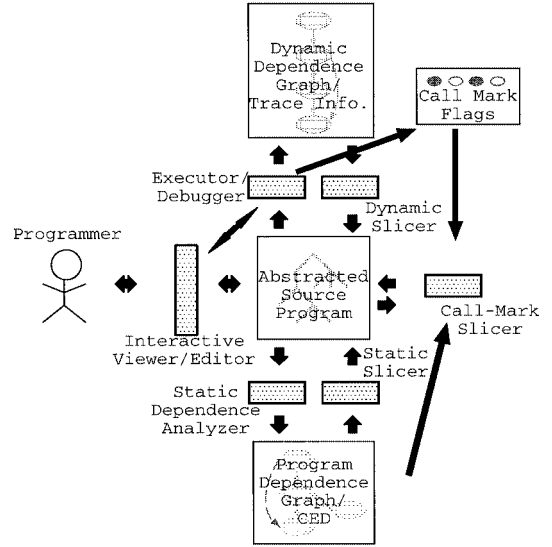 Dynamic
Dependence
Graph/
Trace Info.
Call Mark
Flags
Executor/
Debugger
Dynamic
Slicer
Programmer
Abstracted
Source
Program
Call-Mark
Slicer
Interactive
Viewer/Editor
Static
Slicer
Static
Dependence
Analyzer
Program
Dependence
Graph/
CED